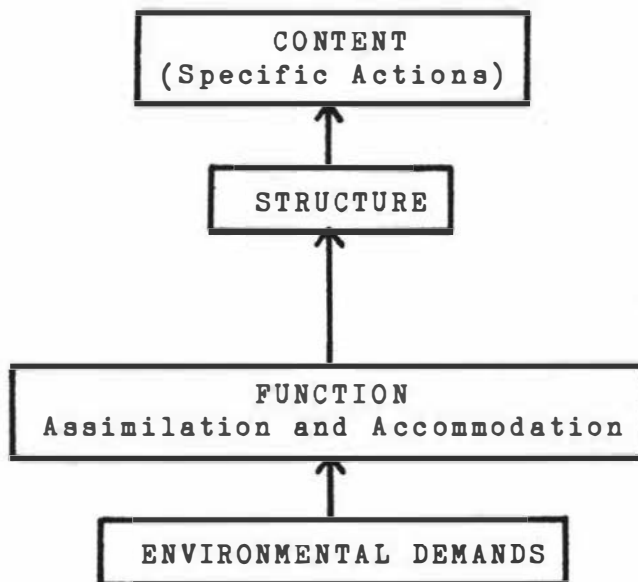 CONTENT
(Specific Actions)
STRUCTURE
FUNCTION
Assimilation and Accommodation
ENVIRONMENTAL DEMANDS